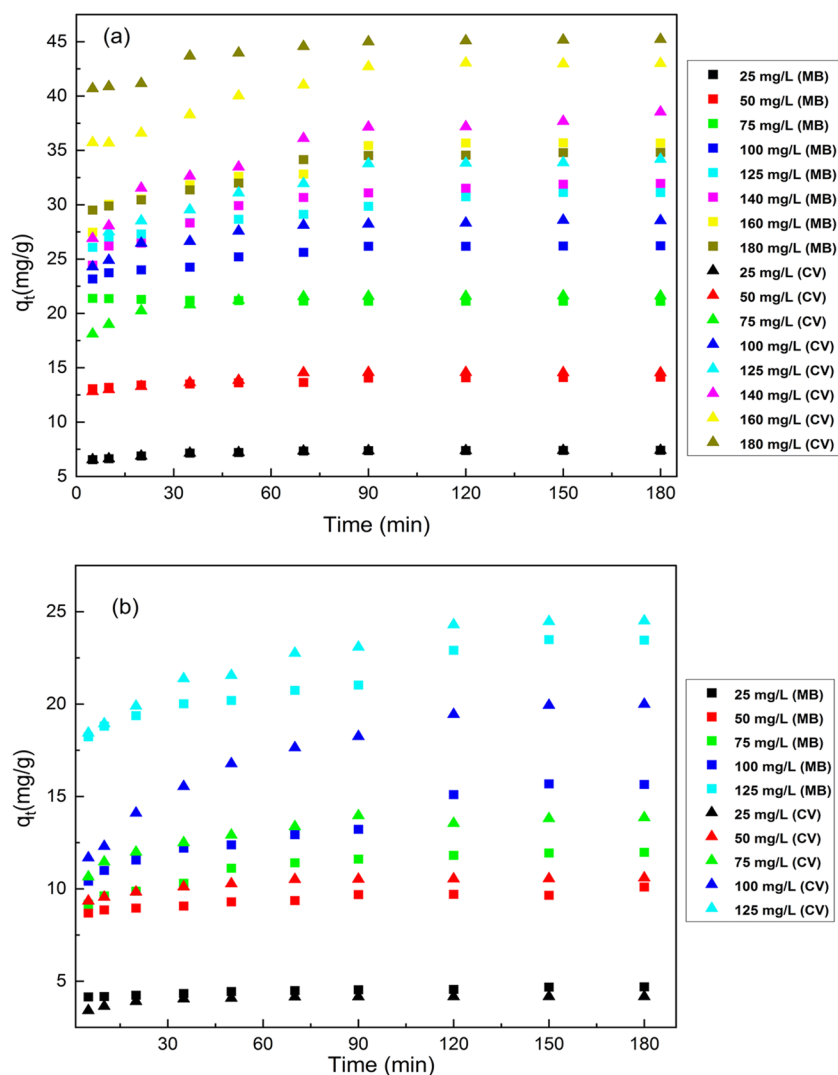 (a)
45
40
35
30
25
20
15
10
5
qt(mg/g)
0 30 60 90 120 150 180
Time (min)
25 mg/L (MB)
50 mg/L (MB)
75 mg/L (MB)
100 mg/L (MB)
125 mg/L (MB)
140 mg/L (MB)
160 mg/L (MB)
180 mg/L (MB)
25 mg/L (CV)
50 mg/L (CV)
75 mg/L (CV)
100 mg/L (CV)
125 mg/L (CV)
140 mg/L (CV)
160 mg/L (CV)
180 mg/L (CV)
(b)
25
20
15
10
5
qt(mg/g)
30 60 90 120 150 180
Time (min)
25 mg/L (MB)
50 mg/L (MB)
75 mg/L (MB)
100 mg/L (MB)
125 mg/L (MB)
25 mg/L (CV)
50 mg/L (CV)
75 mg/L (CV)
100 mg/L (CV)
125 mg/L (CV)